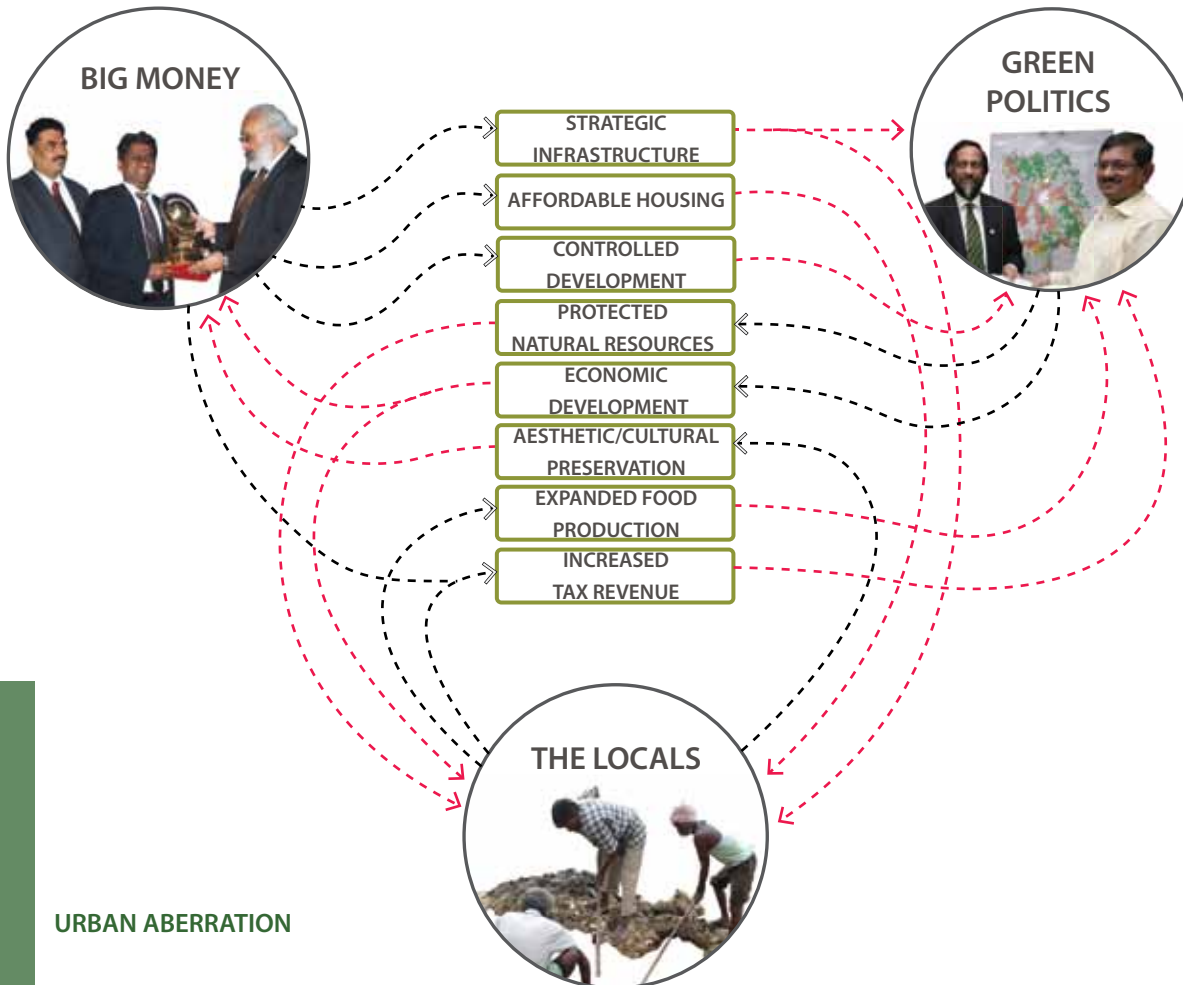 BIG MONEY
GREEN
POLITICS
STRATEGIC
INFRASTRUCTURE
AFFORDABLE HOUSING
CONTROLLED
DEVELOPMENT
PROTECTED
NATURAL RESOURCES
ECONOMIC
DEVELOPMENT
AESTHETIC/CULTURAL
PRESERVATION
EXPANDED FOOD
PRODUCTION
INCREASED
TAX REVENUE
THE LOCALS
URBAN ABERRATION